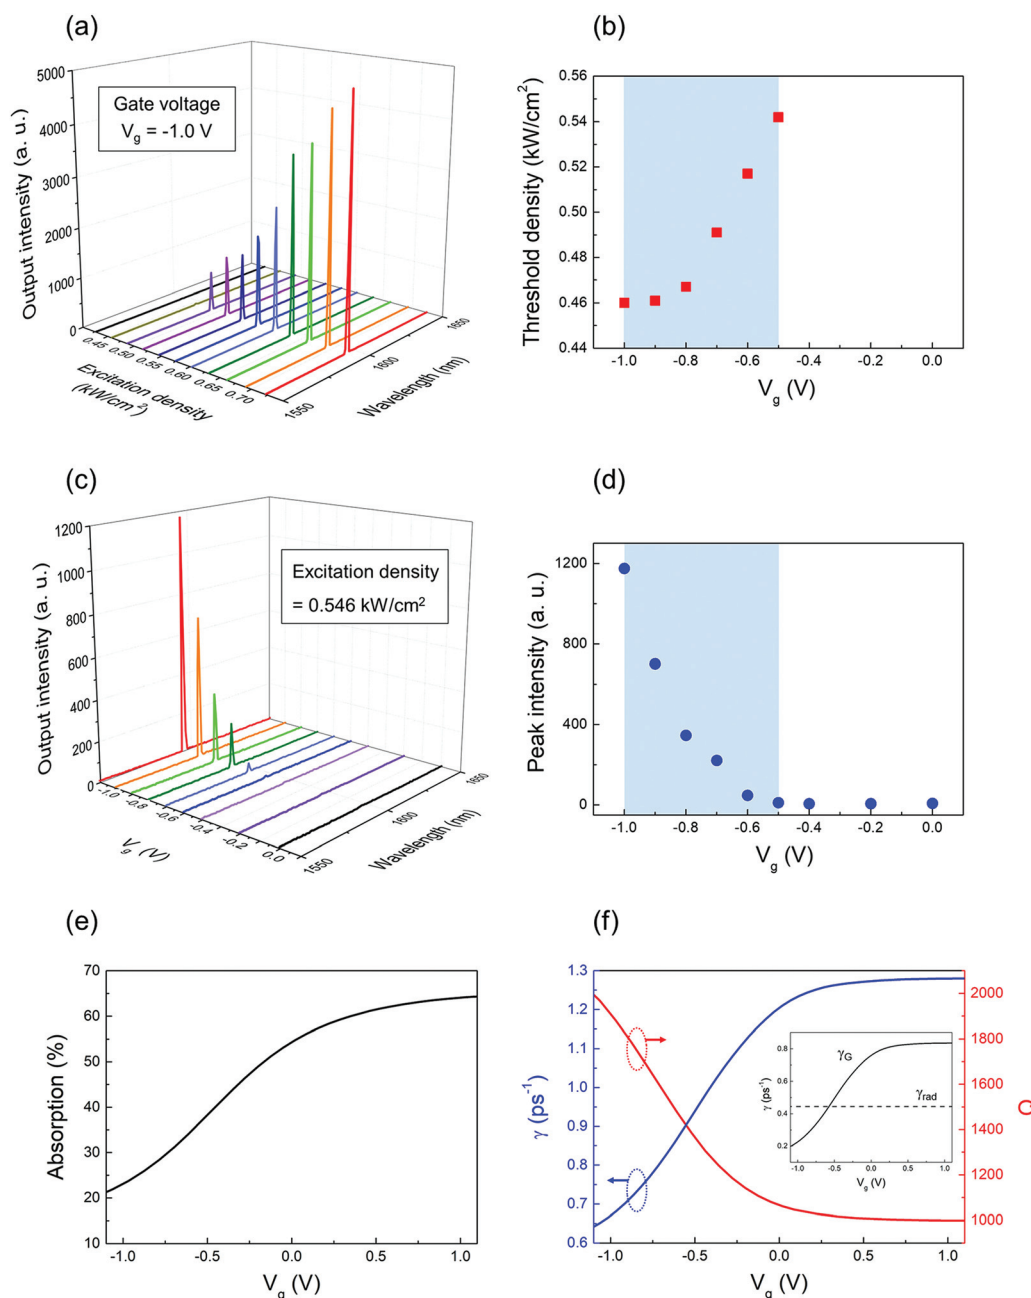 (a)
5000
4000
3000
2000
1000
0
Output intensity (a. u.)
Gate voltage
Vg = -1.0 V
0.45
0.50
0.55
0.60
0.65
0.70
Excitation density
(kW/cm2)
1550
1600
1650
Wavelength (nm)
(b)
0.56
0.54
0.52
0.50
0.48
0.46
0.44
Threshold density (kW/cm2)
-1.0 -0.8 -0.6 -0.4 -0.2 0.0
Vg (V)
(c)
1200
1000
800
600
400
200
0
Output intensity (a. u.)
Excitation density
= 0.546 kW/cm2
-1.0
-0.8
-0.6
-0.4
-0.2
0.0
Vg (V)
1550
1600
1650
Wavelength (nm)
(d)
1200
800
400
0
Peak intensity (a. u.)
-1.0 -0.8 -0.6 -0.4 -0.2 0.0
Vg (V)
(e)
70
60
50
40
30
20
10
Absorption (%)
-1.0 -0.5 0.0 0.5 1.0
Vg (V)
(f)
1.3
1.2
1.1
1.0
0.9
0.8
0.7
0.6
γ (ps-1)
2000
1800
1600
1400
1200
1000
Q
-1.0 -0.5 0.0 0.5 1.0
Vg (V)
0.8
0.6
0.4
0.2
γ (ps-1)
γG
γrad
-1.0 -0.5 0.0 0.5 1.0
Vg (V)